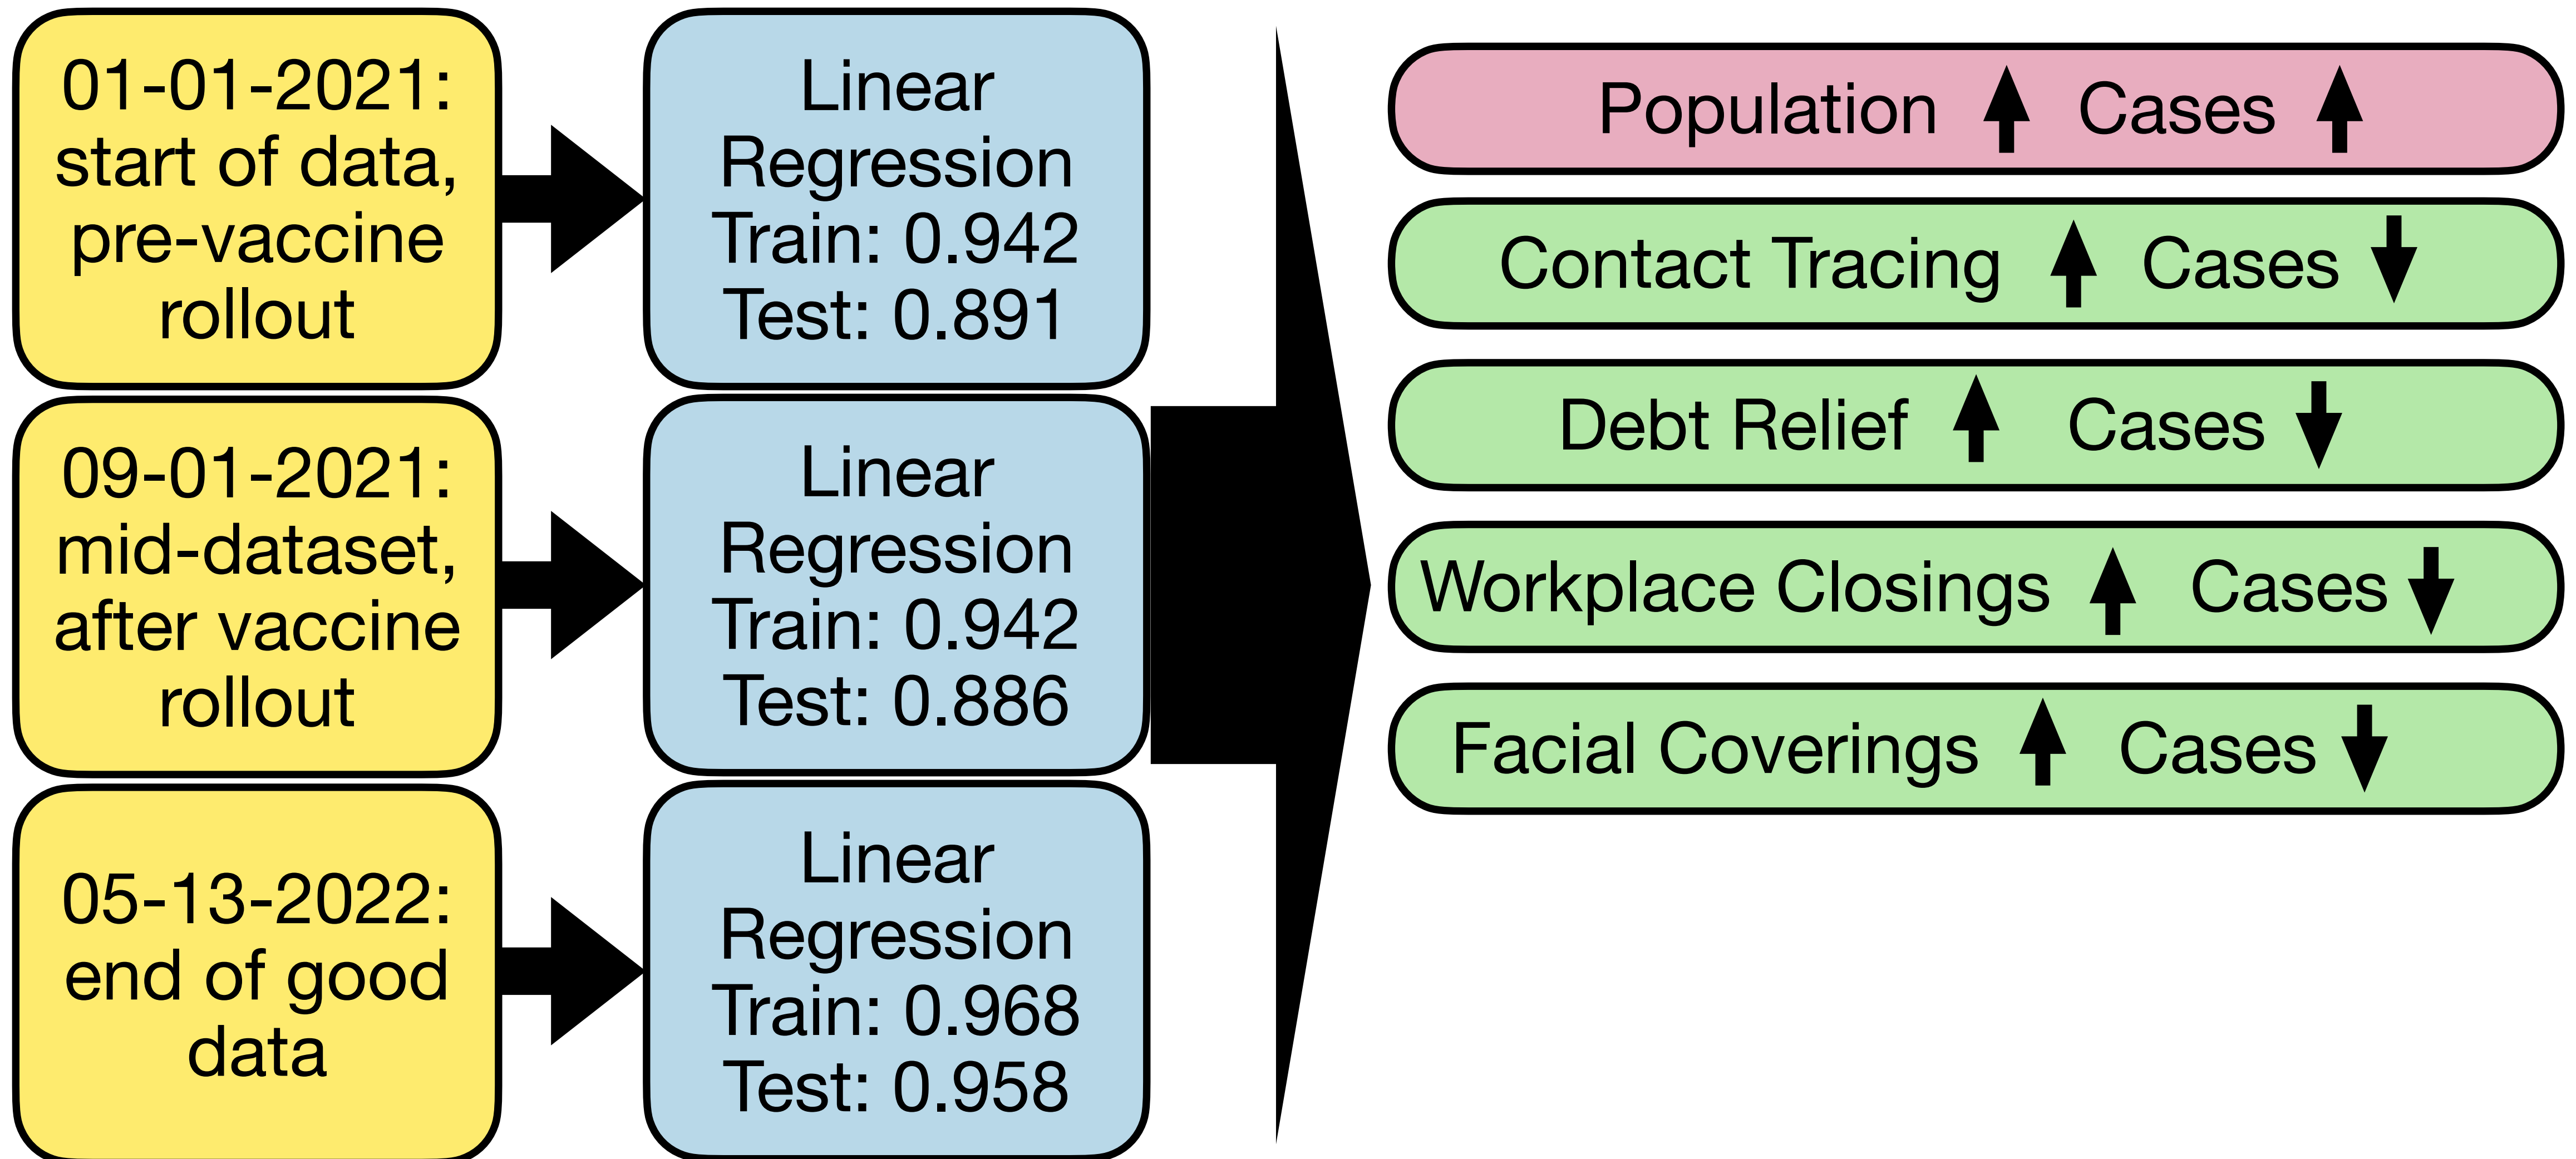 01-01-2021:
start of data,
pre-vaccine
rollout
Linear
Regression
Train: 0.942
Test: 0.891
09-01-2021:
mid-dataset,
after vaccine
rollout
Linear
Regression
Train: 0.942
Test: 0.886
05-13-2022:
end of good
data
Linear
Regression
Train: 0.968
Test: 0.958
Population Cases
Contact Tracing Cases
Debt Relief Cases
Workplace Closings Cases
Facial Coverings Cases